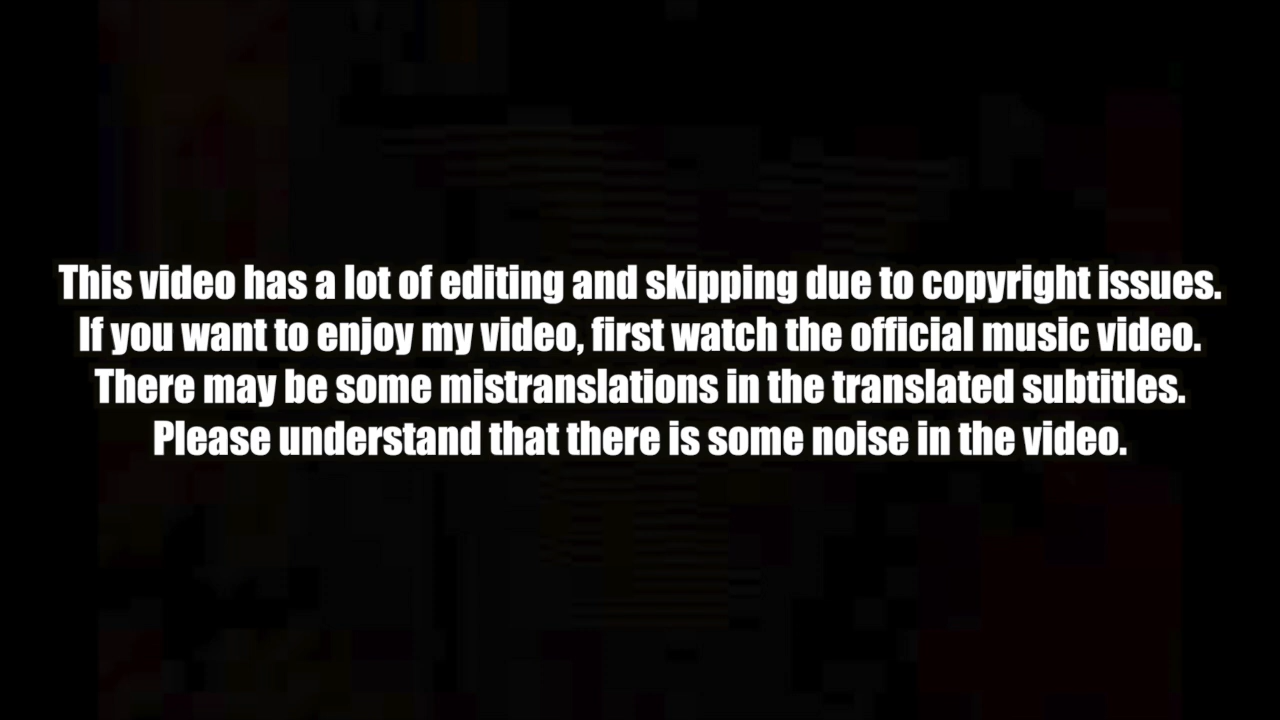 This video has a lot of editing and skipping due to copyright issues.
If you want to enjoy my video, first watch the official music video.
There may be some mistranslations in the translated subtitles.
Please understand that there is some noise in the video.